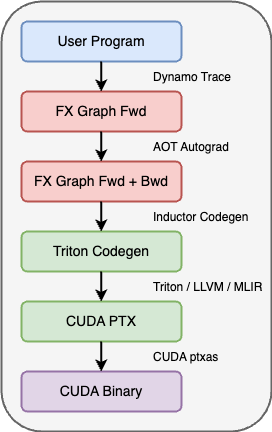 User Program
Dynamo Trace
FX Graph Fwd
AOT Autograd
FX Graph Fwd + Bwd
Inductor Codegen
Triton Codegen
Triton / LLVM / MLIR
CUDA PTX
CUDA ptxas
CUDA Binary